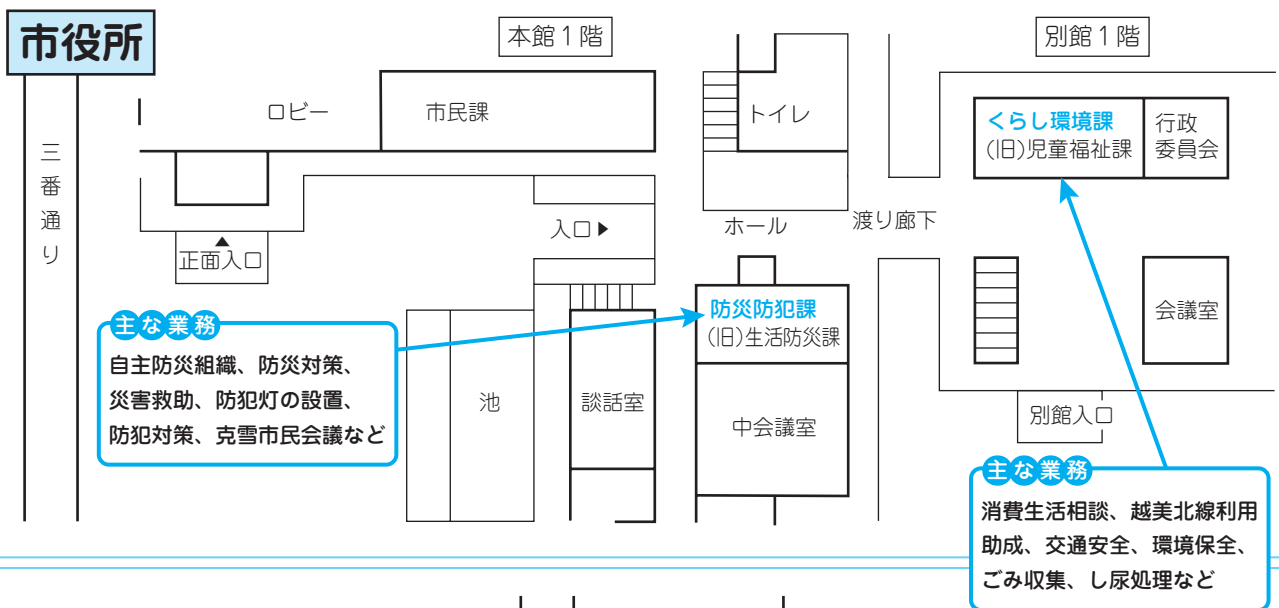 市役所
本館１階
別館１階
三番通り
ロビー
市民課
トイレ
くらし環境課
(旧)児童福祉課
行政
委員会
入口▶
ホール
渡り廊下
▲
正面入口
防災防犯課
(旧)生活防災課
会議室
主な業務
自主防災組織、防災対策、
災害救助、防犯灯の設置、
防犯対策、克雪市民会議など
池
談話室
中会議室
別館入口
主な業務
消費生活相談、越美北線利用
助成、交通安全、環境保全、
ごみ収集、し尿処理など